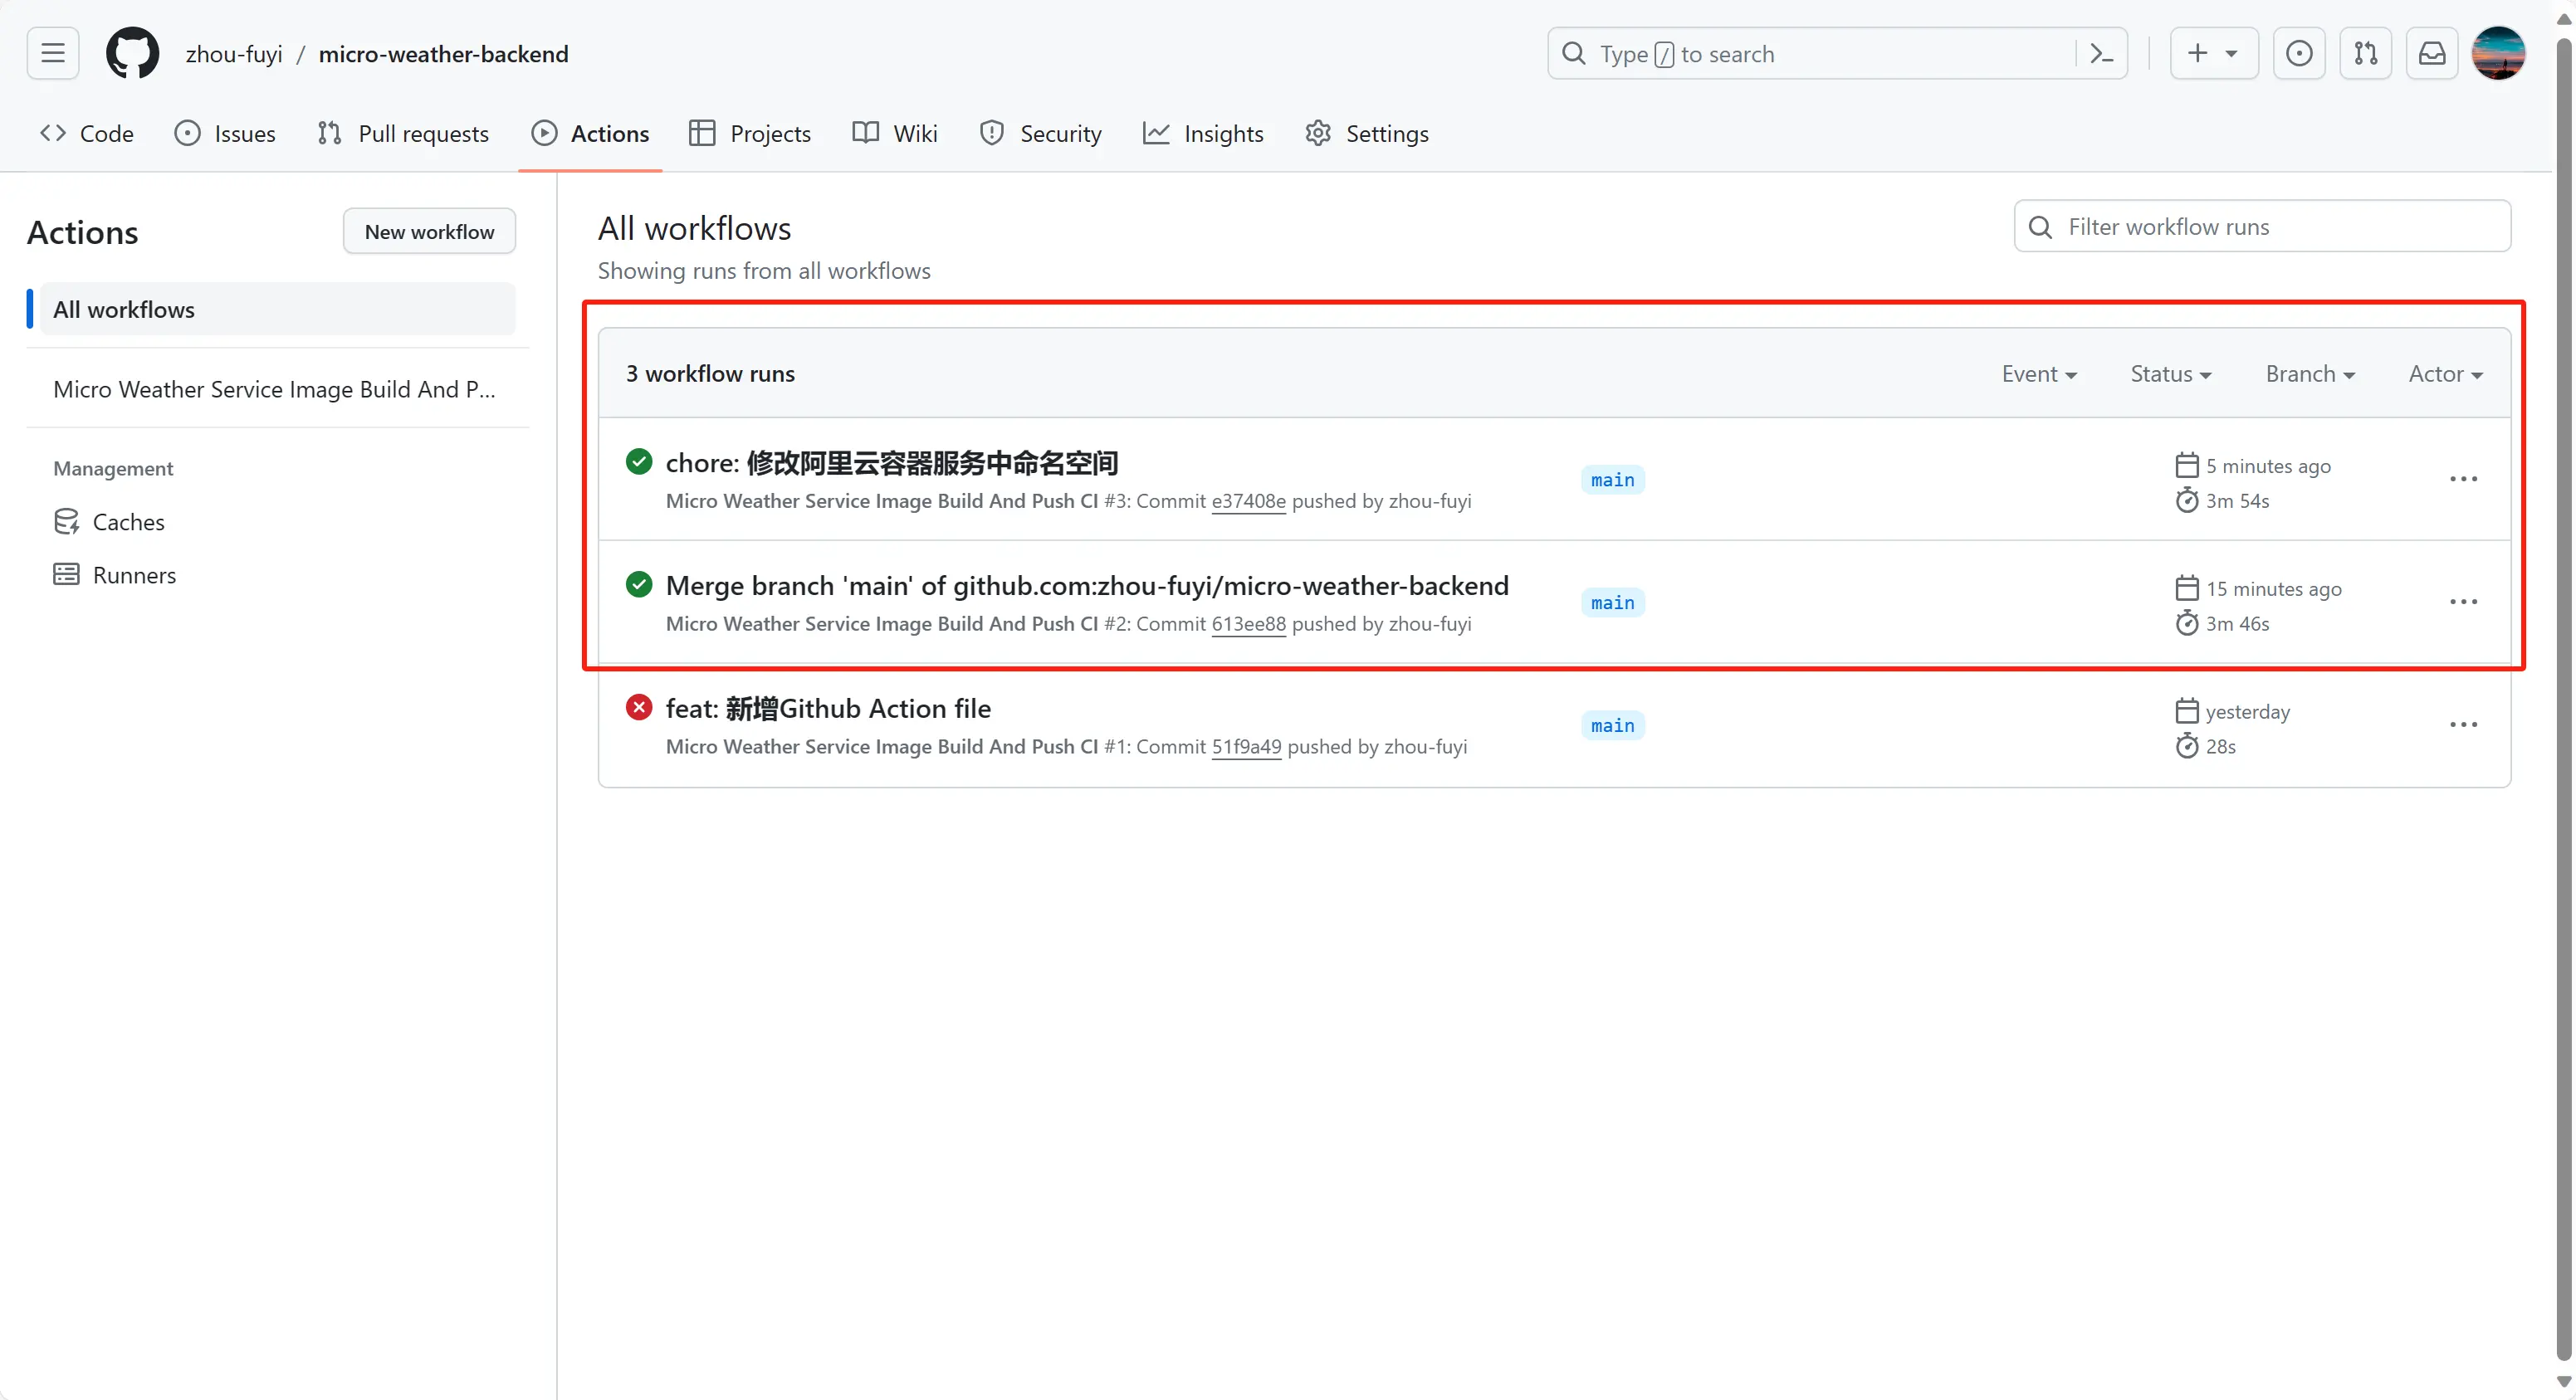 zhou-fuyi / micro-weather-backend
Type / to search
Code
Issues
Pull requests
Actions
Projects
Wiki
Security
Insights
Settings
Actions
New workflow
All workflows
Micro Weather Service Image Build And P...
Management
Caches
Runners
All workflows
Showing runs from all workflows
Filter workflow runs
3 workflow runs
Event
Status
Branch
Actor
chore: 修改阿里云容器服务中命名空间
Micro Weather Service Image Build And Push CI #3: Commit e37408e pushed by zhou-fuyi
main
5 minutes ago
3m 54s
Merge branch 'main' of github.com:zhou-fuyi/micro-weather-backend
Micro Weather Service Image Build And Push CI #2: Commit 613ee88 pushed by zhou-fuyi
main
15 minutes ago
3m 46s
feat: 新增Github Action file
Micro Weather Service Image Build And Push CI #1: Commit 51f9a49 pushed by zhou-fuyi
main
yesterday
28s